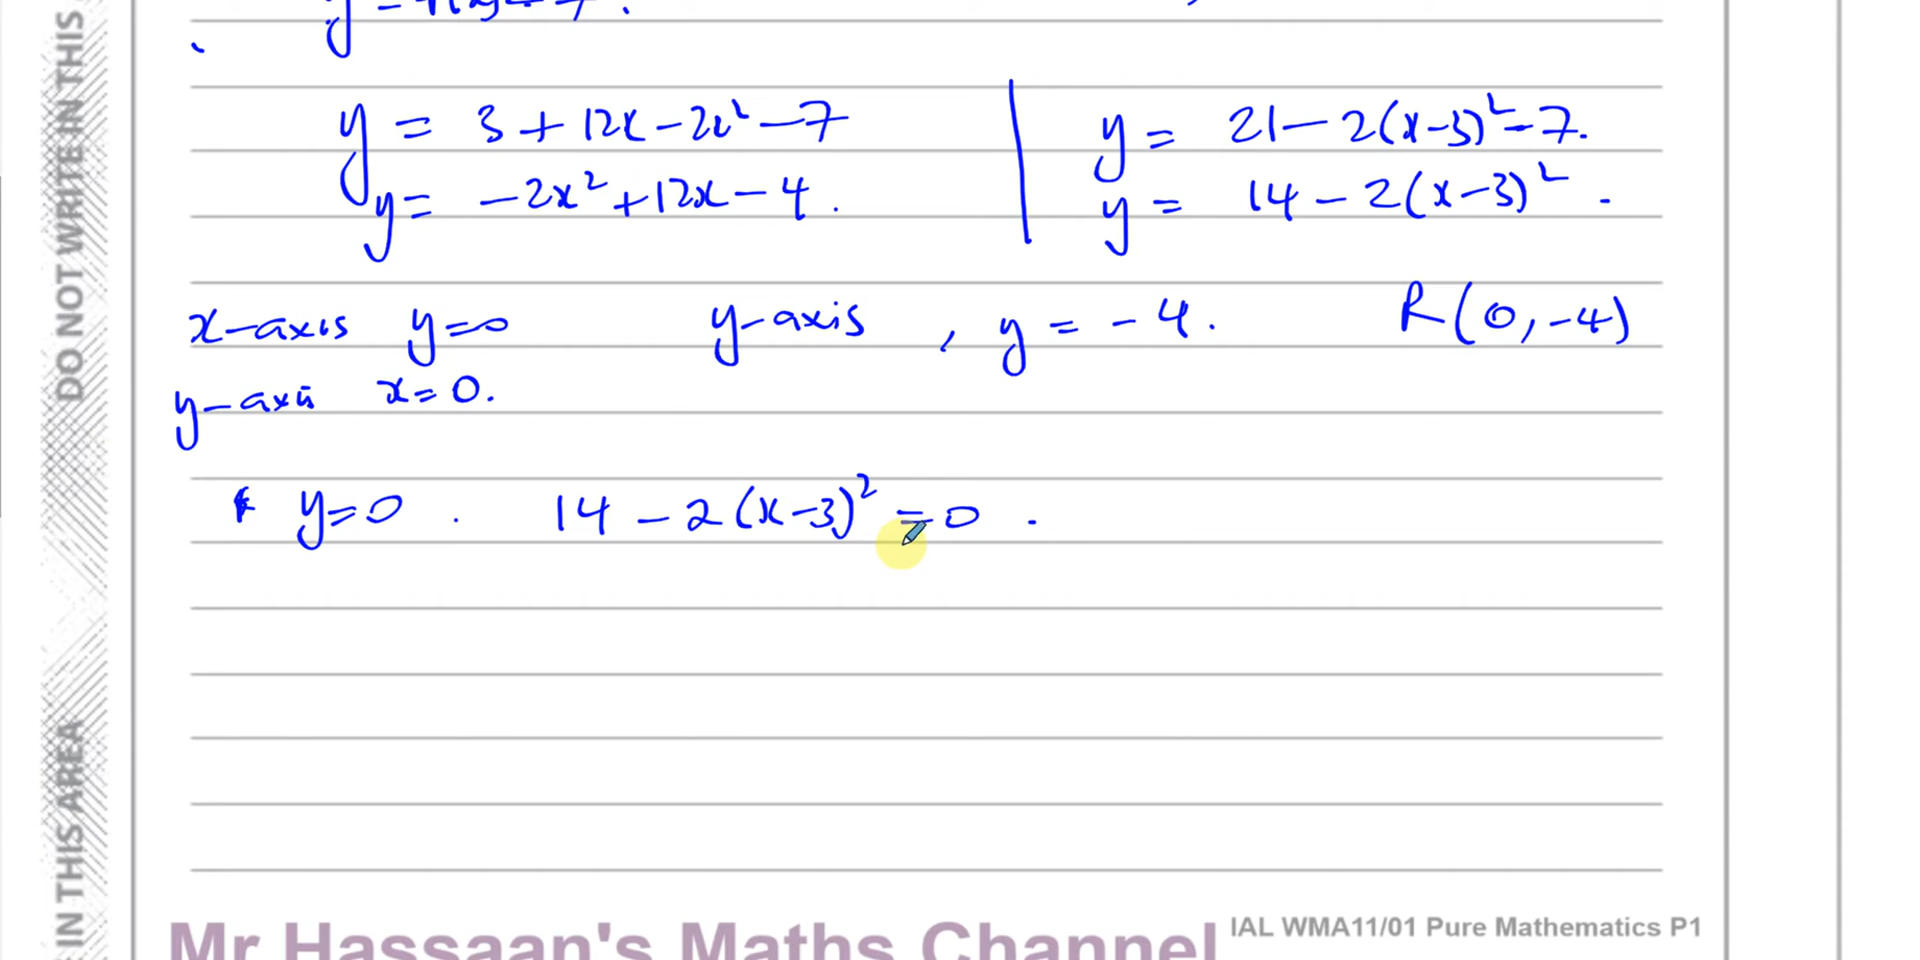 y = 3 + 12x - 2x² - 7
y = 21 - 2(x-3)² - 7.
y = -2x² + 12x - 4.
y = 14 - 2(x-3)².
x-axis y=0 y-axis, y = -4. R(0, -4)
y-axis x = 0.
y=0. 14 - 2(x-3)² = 0.
Mr Hassaan's Maths Channel
IAL WMA11/01 Pure Mathematics P1
DO NOT WRITE IN THIS
IN THIS AREA